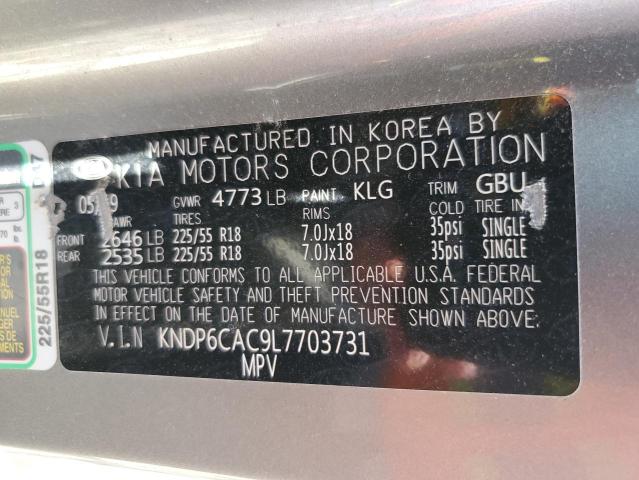 MANUFACTURED IN KOREA BY
KIA MOTORS CORPORATION
GVWR 4773 LB PAINT KLG TRIM GBU
TIRES RIMS COLD TIRE
FRONT 2646 LB 225/55 R18 7.0Jx18 35psi SINGLE
REAR 2535 LB 225/55 R18 7.0Jx18 35psi SINGLE
THIS VEHICLE CONFORMS TO ALL APPLICABLE U.S.A. FEDERAL
MOTOR VEHICLE SAFETY AND THEFT PREVENTION STANDARDS
IN EFFECT ON THE DATE OF MANUFACTURE SHOWN ABOVE.
V.I.N KNDP6CAC9L7703731
MPV
225/55R18